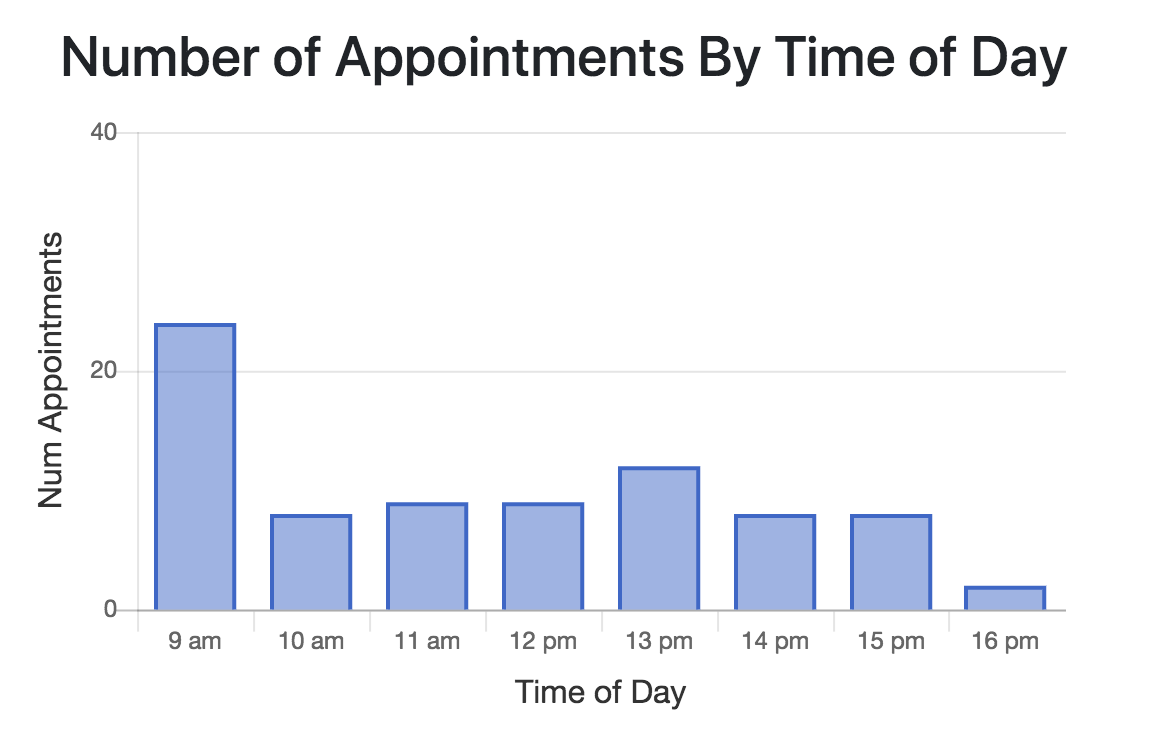 Number of Appointments By Time of Day
40
20
0
Num Appointments
9 am
10 am
11 am
12 pm
13 pm
14 pm
15 pm
16 pm
Time of Day